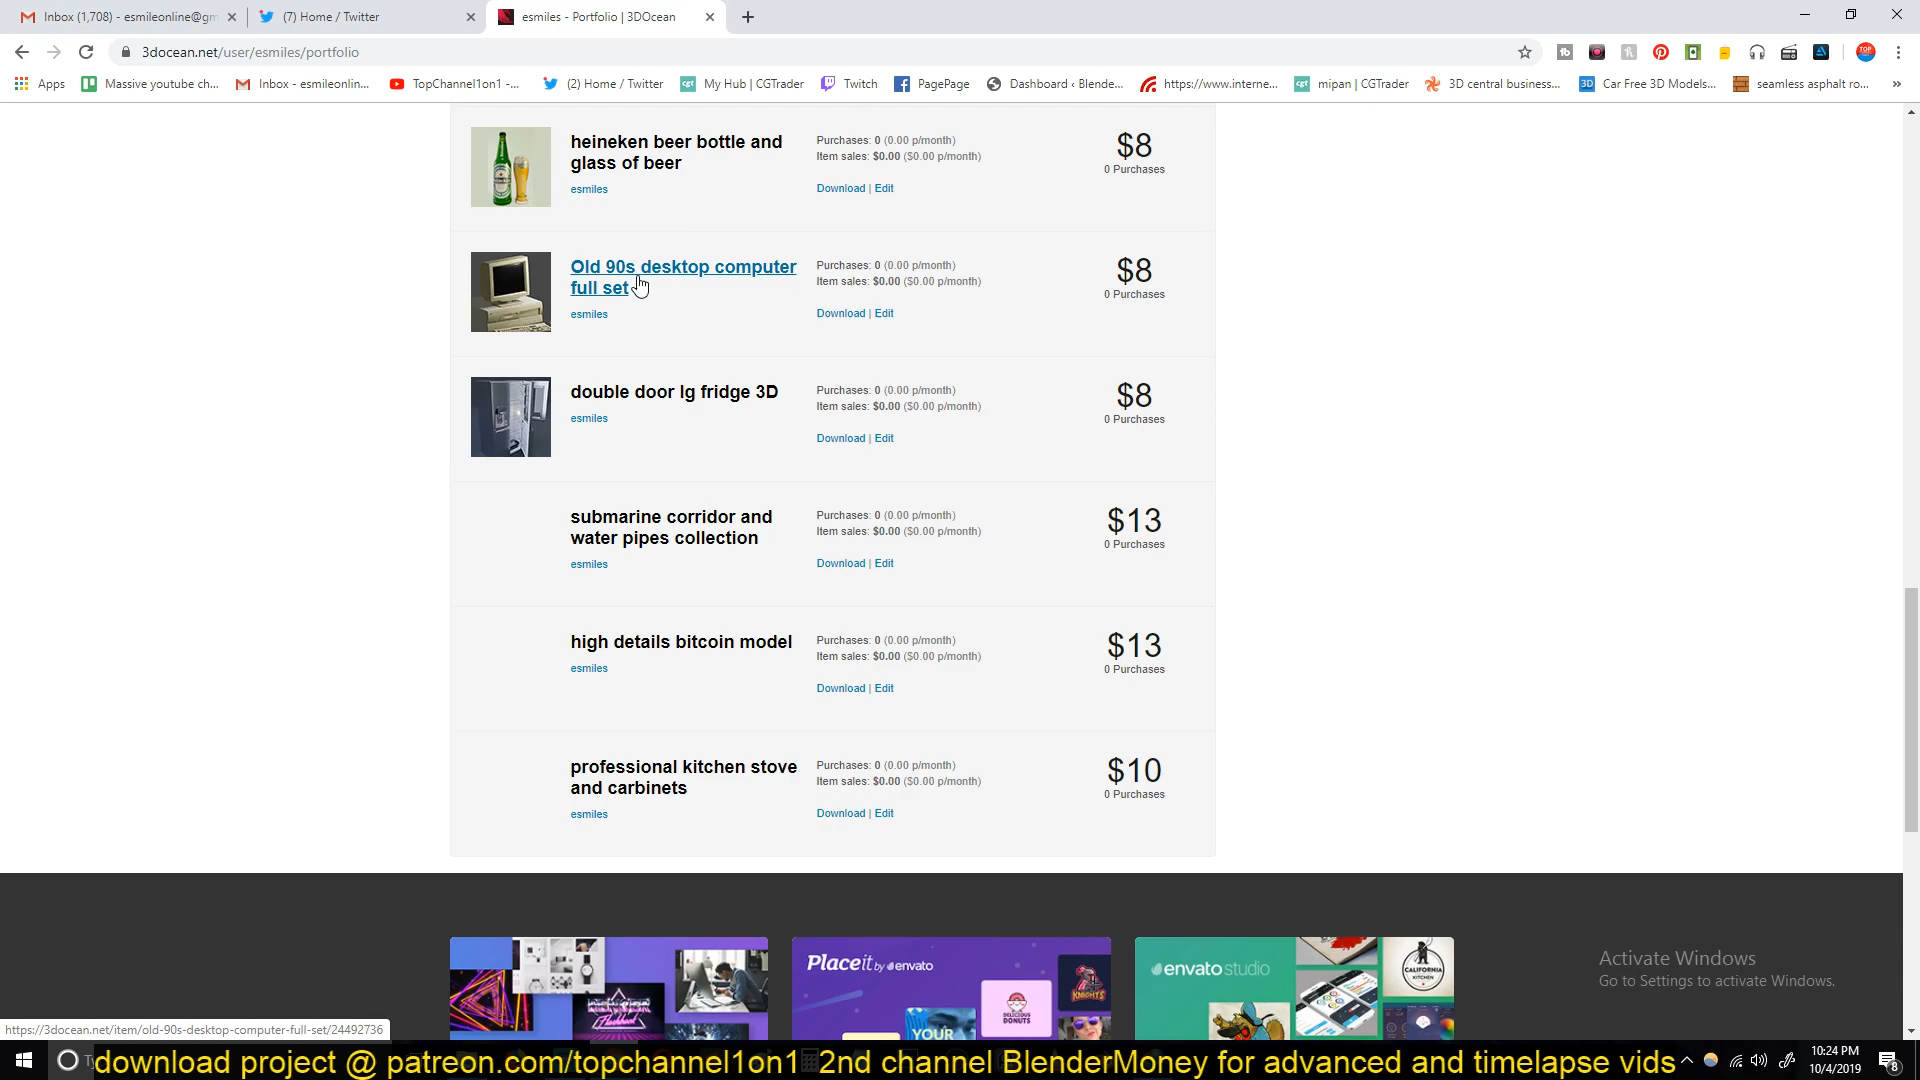 Inbox (1,708) - esmileonline@gm
(7) Home / Twitter
esmiles - Portfolio | 3DOcean
3docean.net/user/esmiles/portfolio
Apps
Massive youtube ch...
Inbox - esmileonlin...
TopChannel1on1 -...
(2) Home / Twitter
My Hub | CGTrader
Twitch
PagePage
Dashboard ‹ Blende...
https://www.interne...
mipan | CGTrader
3D central business...
Car Free 3D Models...
seamless asphalt ro...
»
heineken beer bottle and
glass of beer
esmiles
Purchases: 0 (0.00 p/month)
Item sales: $0.00 ($0.00 p/month)
Download | Edit
$8
0 Purchases
Old 90s desktop computer
full set
esmiles
Purchases: 0 (0.00 p/month)
Item sales: $0.00 ($0.00 p/month)
Download | Edit
$8
0 Purchases
double door lg fridge 3D
esmiles
Purchases: 0 (0.00 p/month)
Item sales: $0.00 ($0.00 p/month)
Download | Edit
$8
0 Purchases
submarine corridor and
water pipes collection
esmiles
Purchases: 0 (0.00 p/month)
Item sales: $0.00 ($0.00 p/month)
Download | Edit
$13
0 Purchases
high details bitcoin model
esmiles
Purchases: 0 (0.00 p/month)
Item sales: $0.00 ($0.00 p/month)
Download | Edit
$13
0 Purchases
professional kitchen stove
and carbinets
esmiles
Purchases: 0 (0.00 p/month)
Item sales: $0.00 ($0.00 p/month)
Download | Edit
$10
0 Purchases
Placeit by envato
KNIGHTS
DELICIOUS
DONUTS
YOUR
envato studio
CALIFORNIA
KITCHEN
Activate Windows
Go to Settings to activate Windows.
https://3docean.net/item/old-90s-desktop-computer-full-set/24492736
download project @ patreon.com/topchannel1on1 2nd channel BlenderMoney for advanced and timelapse vids
10:24 PM
10/4/2019
8